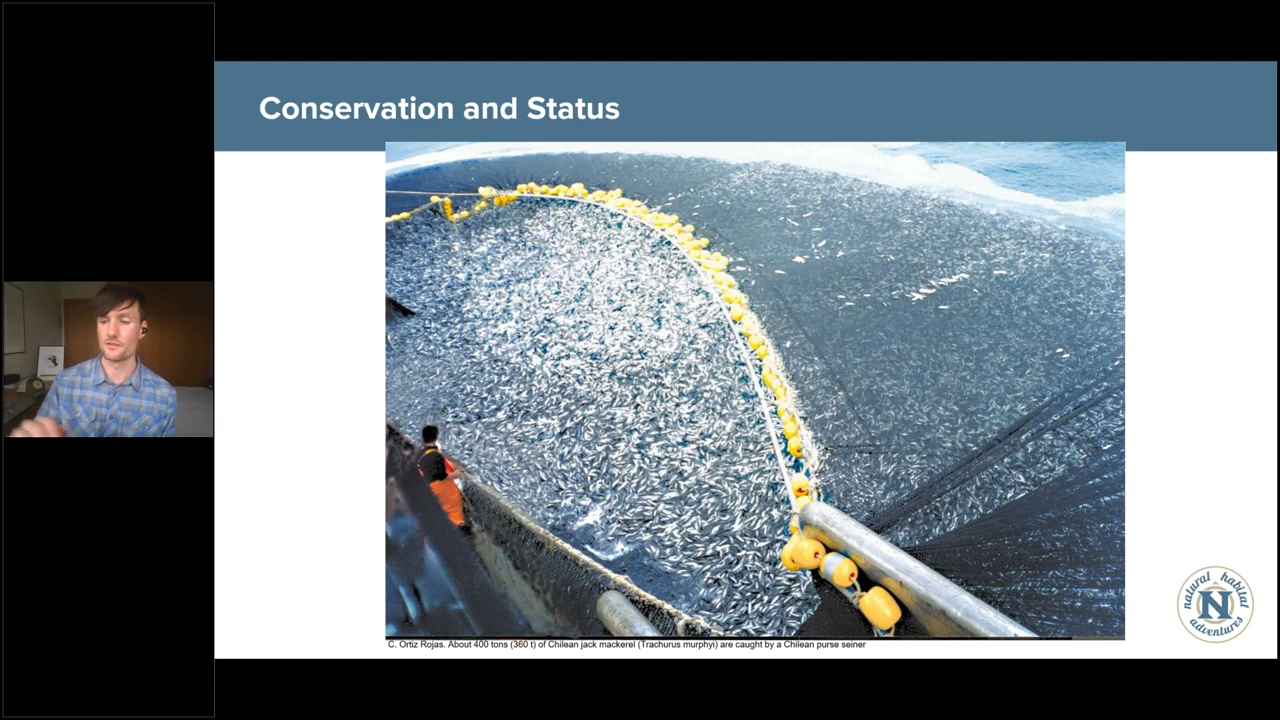 Conservation and Status
C. Ortiz Rojas. About 400 tons (360 t) of Chilean jack mackerel (Trachurus murphyi) are caught by a Chilean purse seiner
natural habitat
N
adventures